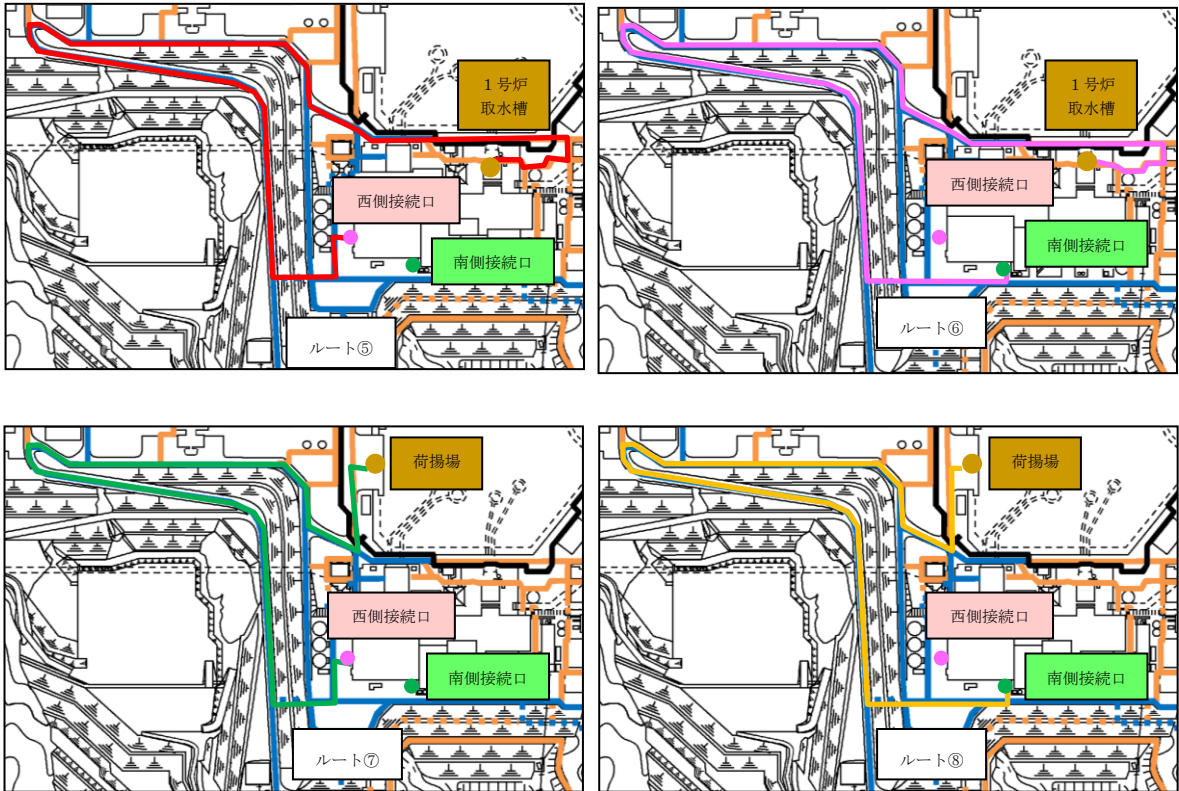 1号炉
取水槽
西側接続口
南側接続口
ルート⑤
1号炉
取水槽
西側接続口
南側接続口
ルート⑥
荷揚場
西側接続口
南側接続口
ルート⑦
荷揚場
西側接続口
南側接続口
ルート⑧